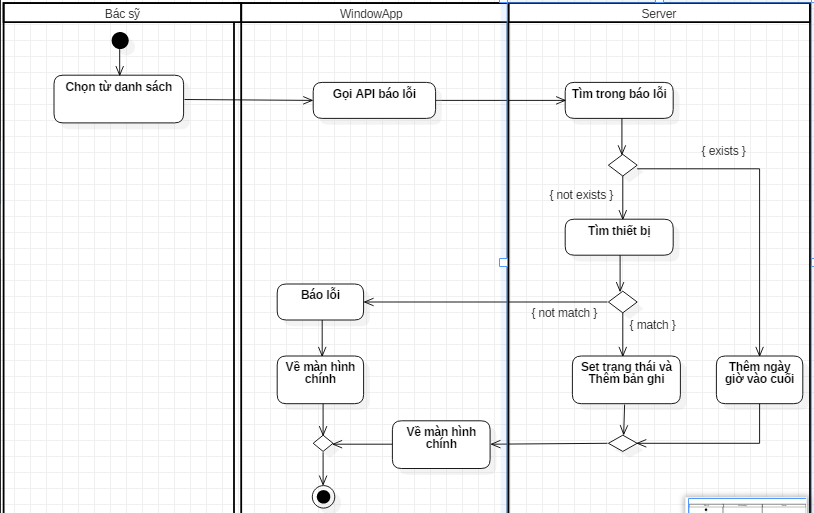 Bác sỹ
WindowApp
Server
Chọn từ danh sách
Gọi API báo lỗi
Tìm trong báo lỗi
{ exists }
{ not exists }
Tìm thiết bị
Báo lỗi
{ not match }
{ match }
Về màn hình
chính
Set trạng thái và
Thêm bản ghi
Thêm ngày
giờ vào cuối
Về màn hình
chính